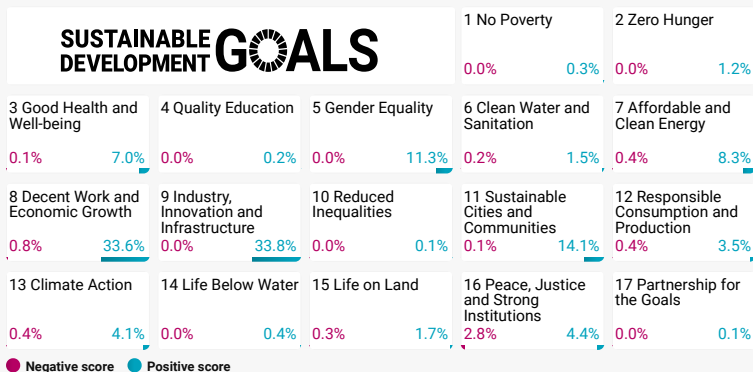 SUSTAINABLE
DEVELOPMENT
GOALS
1 No Poverty
0.0% 0.3%
2 Zero Hunger
0.0% 1.2%
3 Good Health and
Well-being
0.1% 7.0%
4 Quality Education
0.0% 0.2%
5 Gender Equality
0.0% 11.3%
6 Clean Water and
Sanitation
0.2% 1.5%
7 Affordable and
Clean Energy
0.4% 8.3%
8 Decent Work and
Economic Growth
0.8% 33.6%
9 Industry,
Innovation and
Infrastructure
0.0% 33.8%
10 Reduced
Inequalities
0.0% 0.1%
11 Sustainable
Cities and
Communities
0.1% 14.1%
12 Responsible
Consumption and
Production
0.4% 3.5%
13 Climate Action
0.4% 4.1%
14 Life Below Water
0.0% 0.4%
15 Life on Land
0.3% 1.7%
16 Peace, Justice
and Strong
Institutions
2.8% 4.4%
17 Partnership for
the Goals
0.0% 0.1%
Negative score Positive score